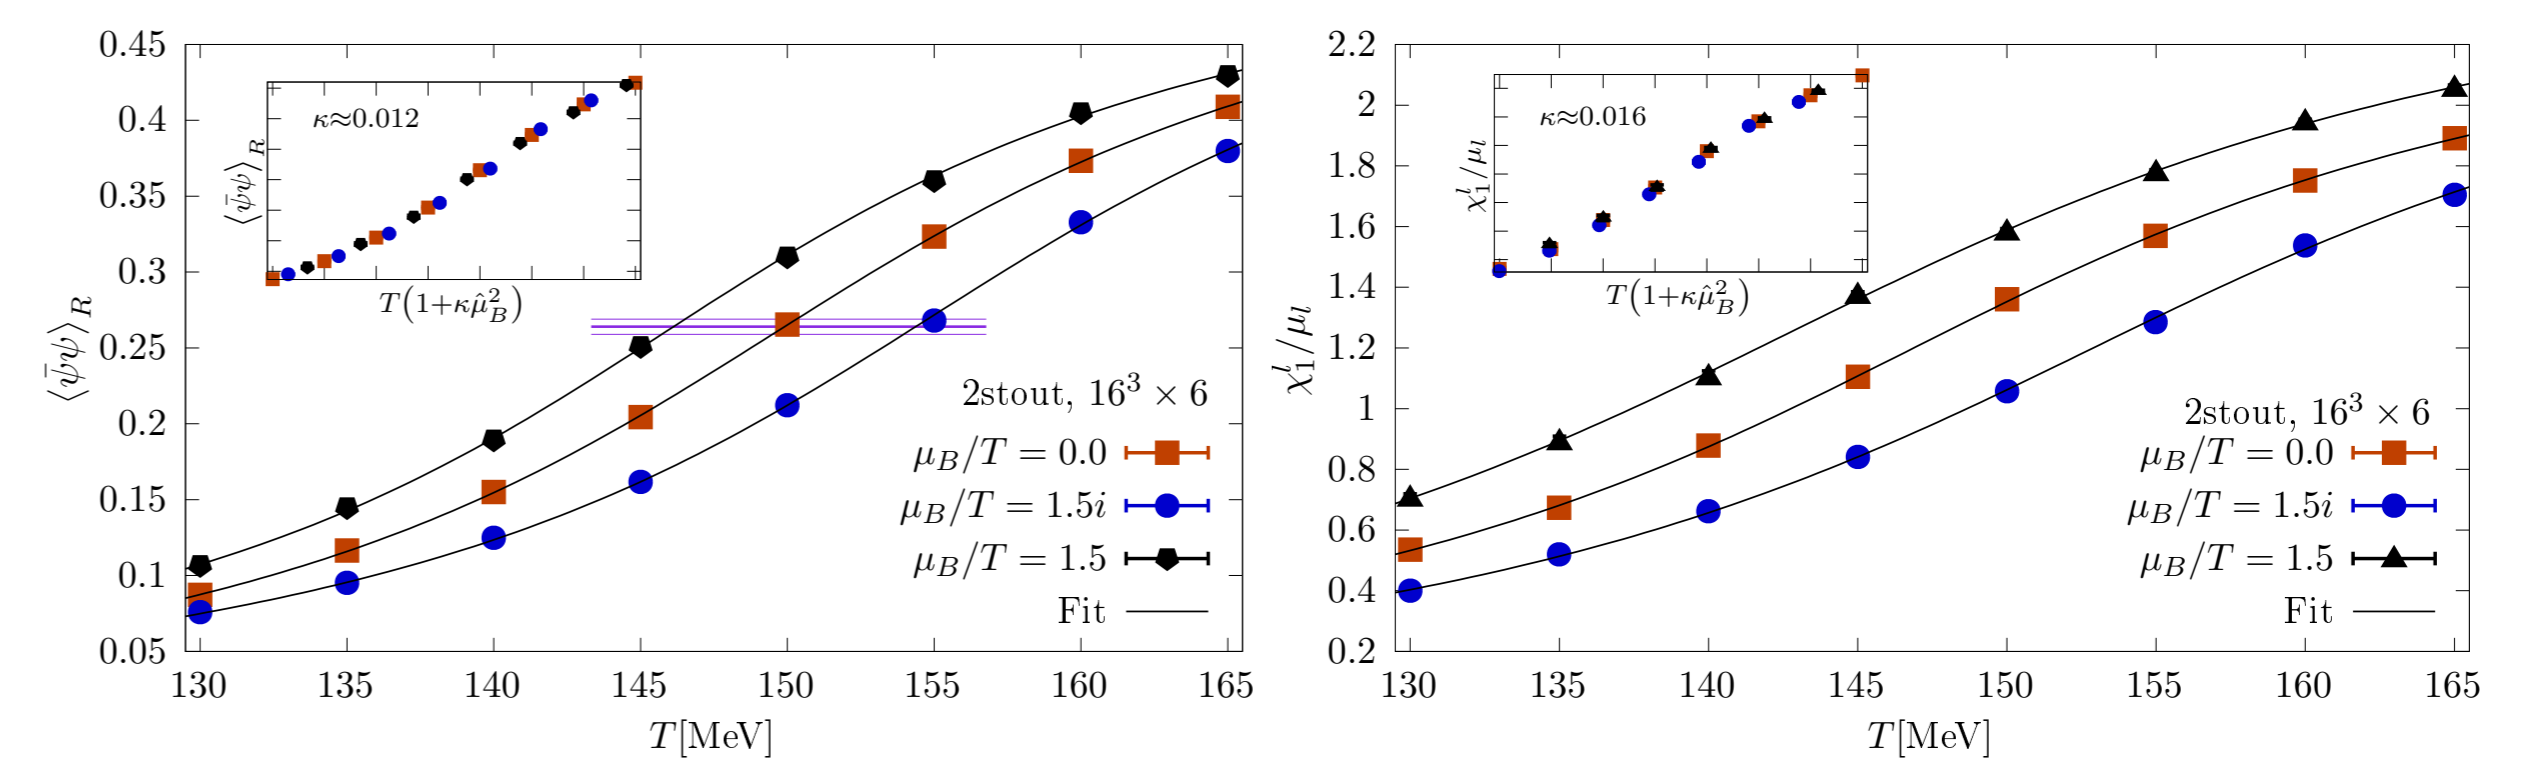 0.45
0.4
0.35
0.3
0.25
0.2
0.15
0.1
0.05
⟨ψ̄ψ⟩_R
κ≈0.012
⟨ψ̄ψ⟩_R
T(1+κμ̂_B^2)
2stout, 16^3 × 6
μ_B/T = 0.0
μ_B/T = 1.5i
μ_B/T = 1.5
Fit
130 135 140 145 150 155 160 165
T[MeV]
2.2
2
1.8
1.6
1.4
1.2
1
0.8
0.6
0.4
0.2
χ_1^l/μ_l
κ≈0.016
χ_1^l/μ_l
T(1+κμ̂_B^2)
2stout, 16^3 × 6
μ_B/T = 0.0
μ_B/T = 1.5i
μ_B/T = 1.5
Fit
130 135 140 145 150 155 160 165
T[MeV]